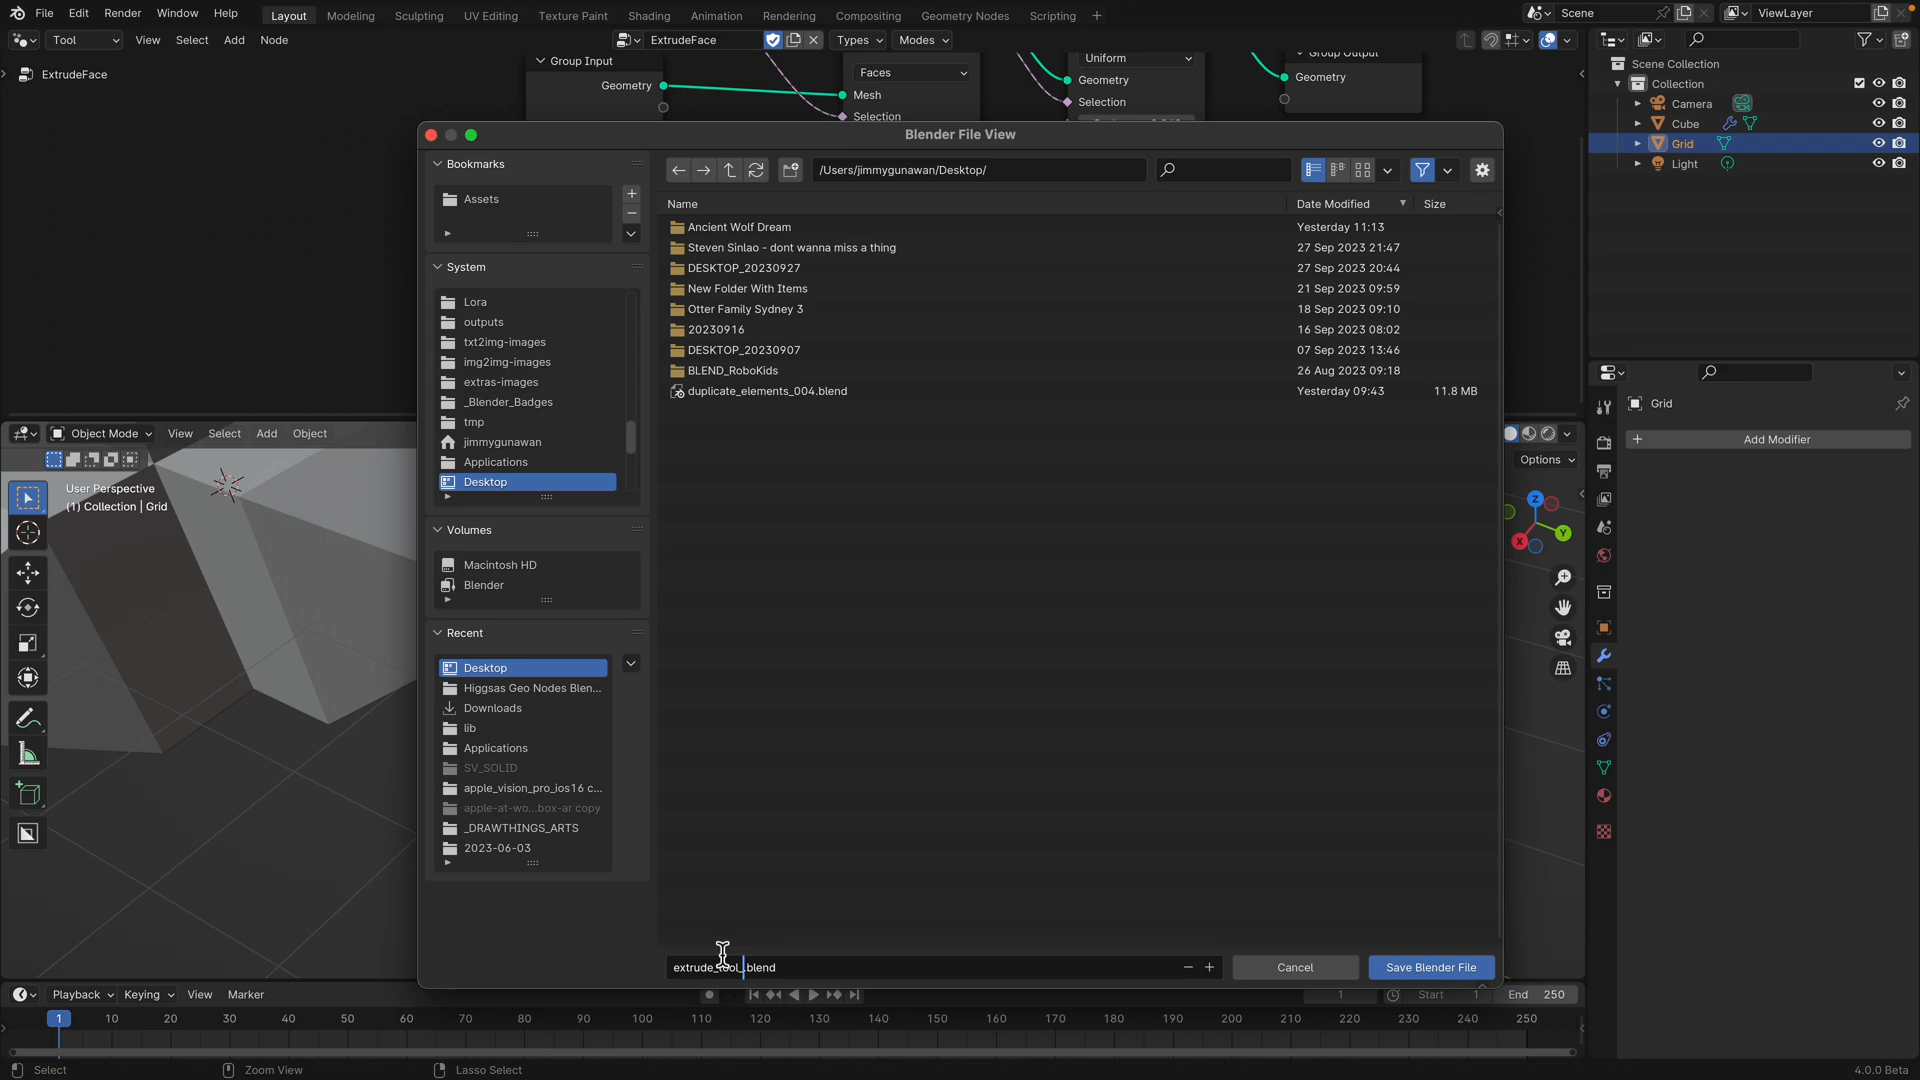 File Edit Render Window Help Layout Modeling Sculpting UV Editing Texture Paint Shading Animation Rendering Compositing Geometry Nodes Scripting + Scene ViewLayer
Tool View Select Add Node ExtrudeFace Types Modes
ExtrudeFace
Group Input
Geometry
Faces
Mesh
Selection
Uniform
Geometry
Selection
Group Output
Geometry
Scene Collection
Collection
Camera
Cube
Grid
Light
Grid
+ Add Modifier
Object Mode View Select Add Object
User Perspective
(1) Collection | Grid
Options
Z
Y
X
Blender File View
Bookmarks
Assets
System
Lora
outputs
txt2img-images
img2img-images
extras-images
_Blender_Badges
tmp
jimmygunawan
Applications
Desktop
Volumes
Macintosh HD
Blender
Recent
Desktop
Higgsas Geo Nodes Blen...
Downloads
lib
Applications
SV_SOLID
apple_vision_pro_ios16 c...
apple-at-wo...box-ar copy
_DRAWTHINGS_ARTS
2023-06-03
/Users/jimmygunawan/Desktop/
Name Date Modified Size
Ancient Wolf Dream Yesterday 11:13
Steven Sinlao - dont wanna miss a thing 27 Sep 2023 21:47
DESKTOP_20230927 27 Sep 2023 20:44
New Folder With Items 21 Sep 2023 09:59
Otter Family Sydney 3 18 Sep 2023 09:10
20230916 16 Sep 2023 08:02
DESKTOP_20230907 07 Sep 2023 13:46
BLEND_RoboKids 26 Aug 2023 09:18
duplicate_elements_004.blend Yesterday 09:43 11.8 MB
extrude_tool_.blend Cancel Save Blender File
Playback Keying View Marker 1 Start 1 End 250
1 10 20 30 40 50 60 70 80 90 100 110 120 130 140 150 160 170 180 190 200 210 220 230 240 250
Select Zoom View Lasso Select 4.0.0 Beta